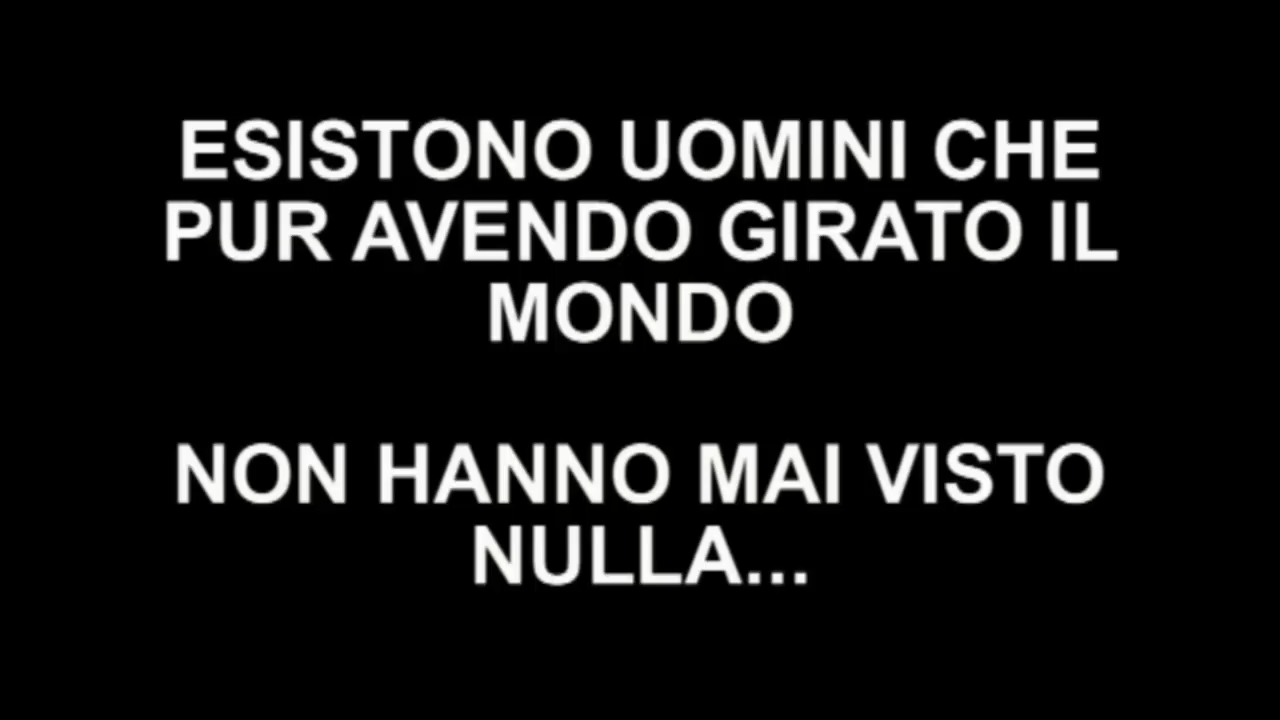 ESISTONO UOMINI CHE
PUR AVENDO GIRATO IL
MONDO
NON HANNO MAI VISTO
NULLA...